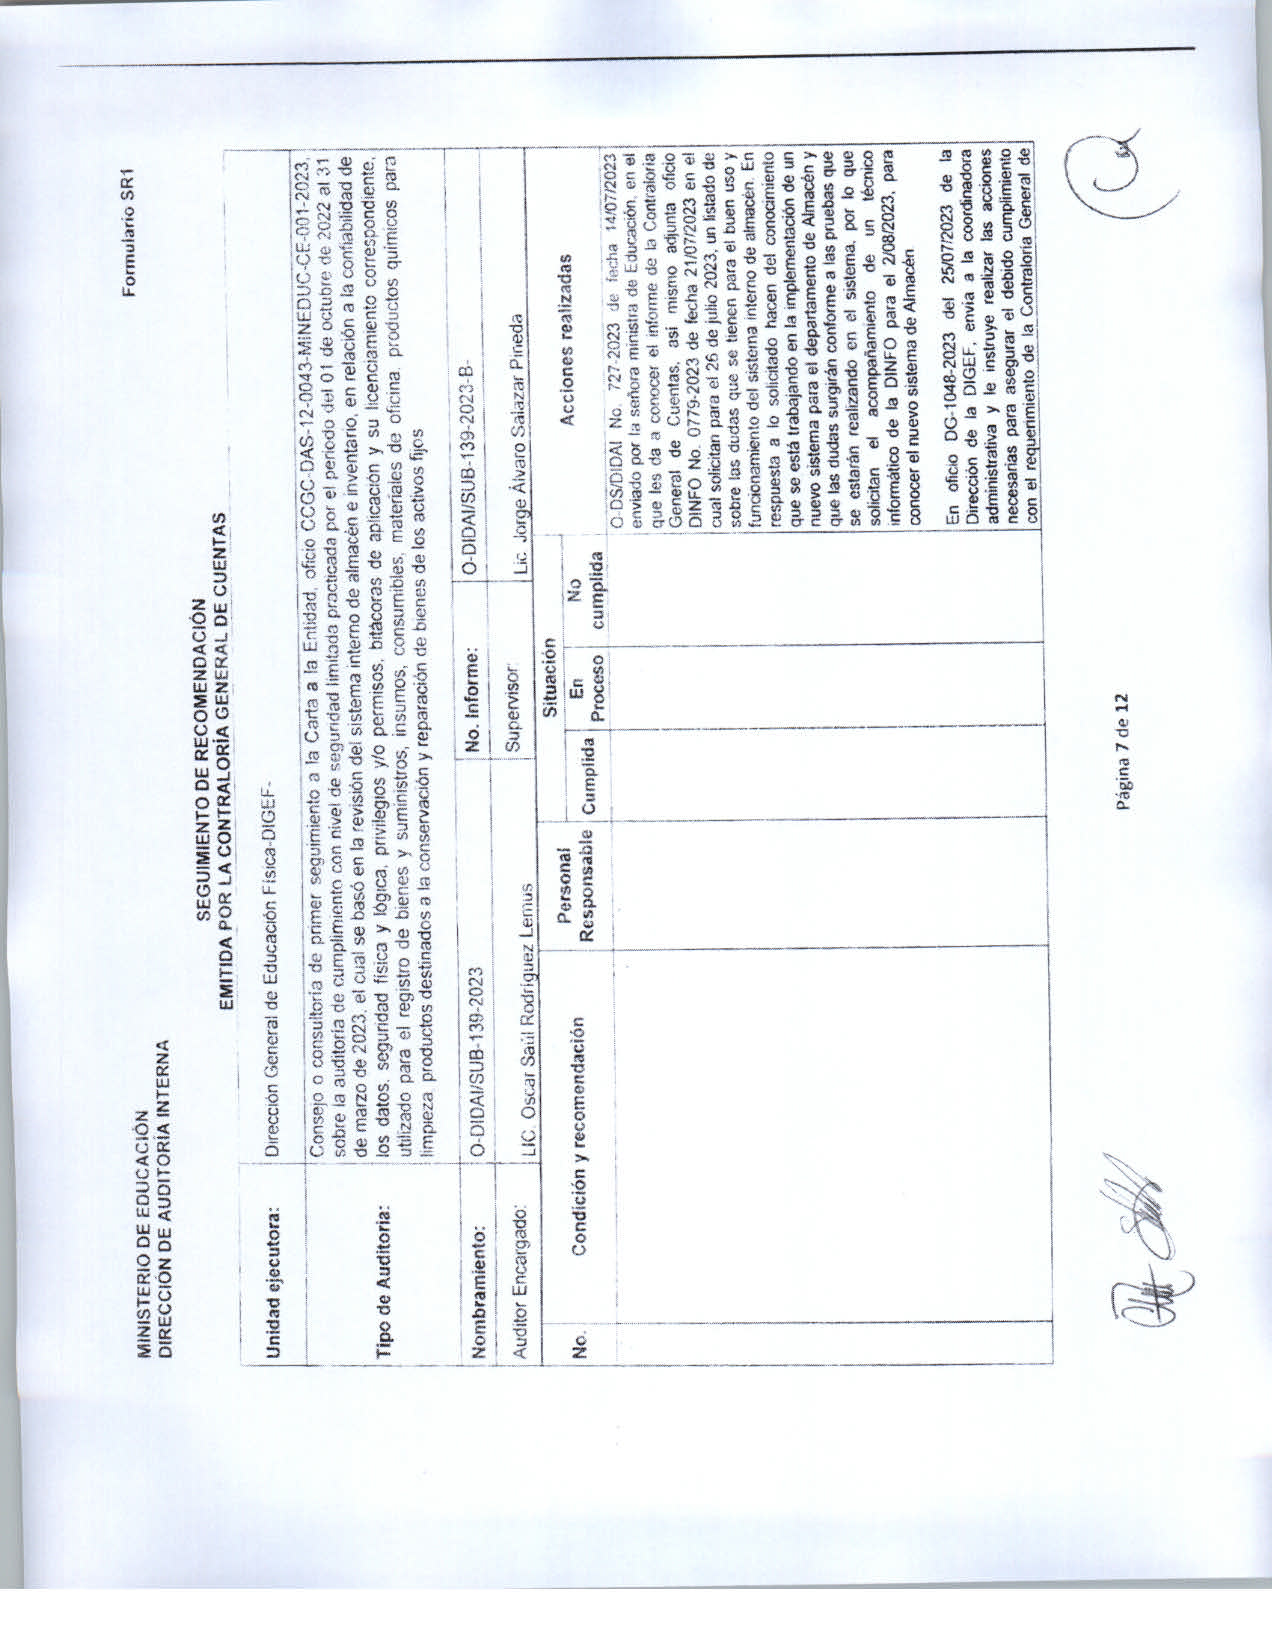 Formulario SR1
MINISTERIO DE EDUCACIÓN
DIRECCIÓN DE AUDITORÍA INTERNA
SEGUIMIENTO DE RECOMENDACIÓN
EMITIDA POR LA CONTRALORÍA GENERAL DE CUENTAS
Unidad ejecutora:
Dirección General de Educación Física-DIGEF-
Tipo de Auditoria:
Consejo o consultoría de primer seguimiento a la Carta a la Entidad, oficio CCGC-DAS-12-0043-MINEDUC-CE-001-2023,
sobre la auditoría de cumplimiento con nivel de seguridad limitada practicada por el periodo del 01 de octubre de 2022 al 31
de marzo de 2023, el cual se basó en la revisión del sistema interno de almacén e inventario, en relación a la confiabilidad de
los datos, seguridad física y lógica, privilegios y/o permisos, bitácoras de aplicación y su licenciamiento correspondiente,
utilizado para el registro de bienes y suministros, insumos, consumibles, materiales de oficina, productos químicos para
limpieza, productos destinados a la conservación y reparación de bienes de los activos fijos
Nombramiento:
O-DIDAI/SUB-139-2023
No. Informe:
O-DIDAI/SUB-139-2023-B-
Auditor Encargado:
LIC. Oscar Saúl Rodríguez Lemus
Supervisor:
Lic. Jorge Álvaro Salazar Pineda
No.
Condición y recomendación
Personal
Responsable
Situación
Cumplida
En
Proceso
No
cumplida
Acciones realizadas
O-DS/DIDAI No. 727-2023 de fecha 14/07/2023
enviado por la señora ministra de Educación, en el
que les da a conocer el informe de la Contraloría
General de Cuentas, así mismo adjunta oficio
DINFO No. 0779-2023 de fecha 21/07/2023 en el
cual solicitan para el 26 de julio 2023, un listado de
sobre las dudas que se tienen para el buen uso y
funcionamiento del sistema interno de almacén. En
respuesta a lo solicitado hacen del conocimiento
que se está trabajando en la implementación de un
nuevo sistema para el departamento de Almacén y
que las dudas surgirán conforme a las pruebas que
se estarán realizando en el sistema, por lo que
solicitan el acompañamiento de un técnico
informático de la DINFO para el 2/08/2023, para
conocer el nuevo sistema de Almacén
En oficio DG-1048-2023 del 25/07/2023 de la
Dirección de la DIGEF, envía a la coordinadora
administrativa y le instruye realizar las acciones
necesarias para asegurar el debido cumplimiento
con el requerimiento de la Contraloría General de
Página 7 de 12